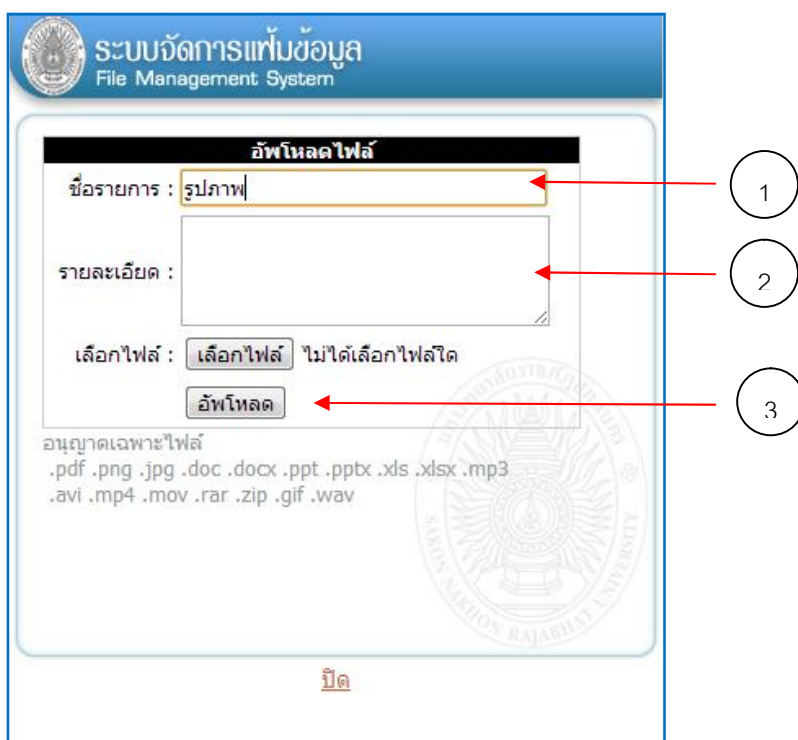 ระบบจัดการแฟ้มข้อมูล
File Management System
อัพโหลดไฟล์
ชื่อรายการ : รูปภาพ
1
รายละเอียด :
2
เลือกไฟล์ : เลือกไฟล์ ไม่ได้เลือกไฟล์ใด
อัพโหลด
3
อนุญาตเฉพาะไฟล์
.pdf .png .jpg .doc .docx .ppt .pptx .xls .xlsx .mp3
.avi .mp4 .mov .rar .zip .gif .wav
SAKON NAKHON RAJABHAT UNIVERSITY
ปิด